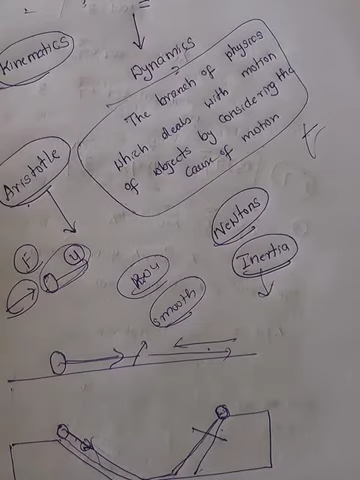 Kinematics
Dynamics
The branch of physics
which deals with motion
of objects by considering the
cause of motion
Aristotle
F
U
Newtons
Inertia
smooth